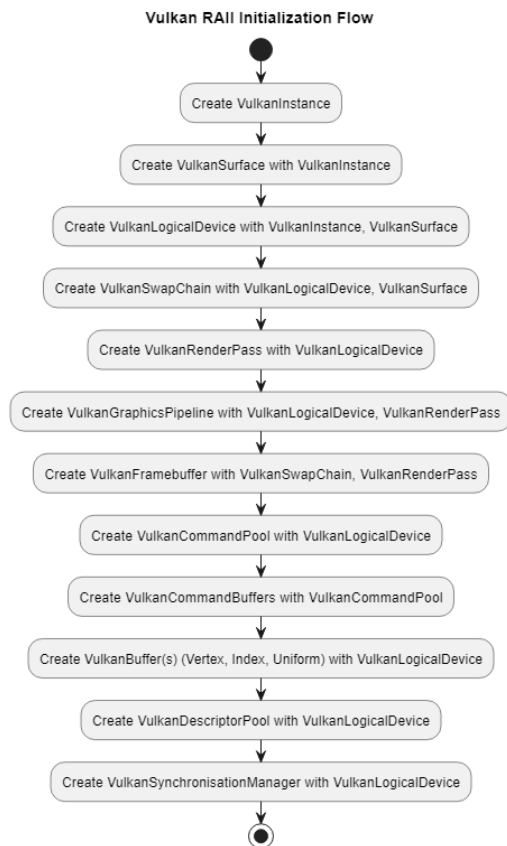 Vulkan RAII Initialization Flow
Create VulkanInstance
Create VulkanSurface with VulkanInstance
Create VulkanLogicalDevice with VulkanInstance, VulkanSurface
Create VulkanSwapChain with VulkanLogicalDevice, VulkanSurface
Create VulkanRenderPass with VulkanLogicalDevice
Create VulkanGraphicsPipeline with VulkanLogicalDevice, VulkanRenderPass
Create VulkanFramebuffer with VulkanSwapChain, VulkanRenderPass
Create VulkanCommandPool with VulkanLogicalDevice
Create VulkanCommandBuffers with VulkanCommandPool
Create VulkanBuffer(s) (Vertex, Index, Uniform) with VulkanLogicalDevice
Create VulkanDescriptorPool with VulkanLogicalDevice
Create VulkanSynchronisationManager with VulkanLogicalDevice